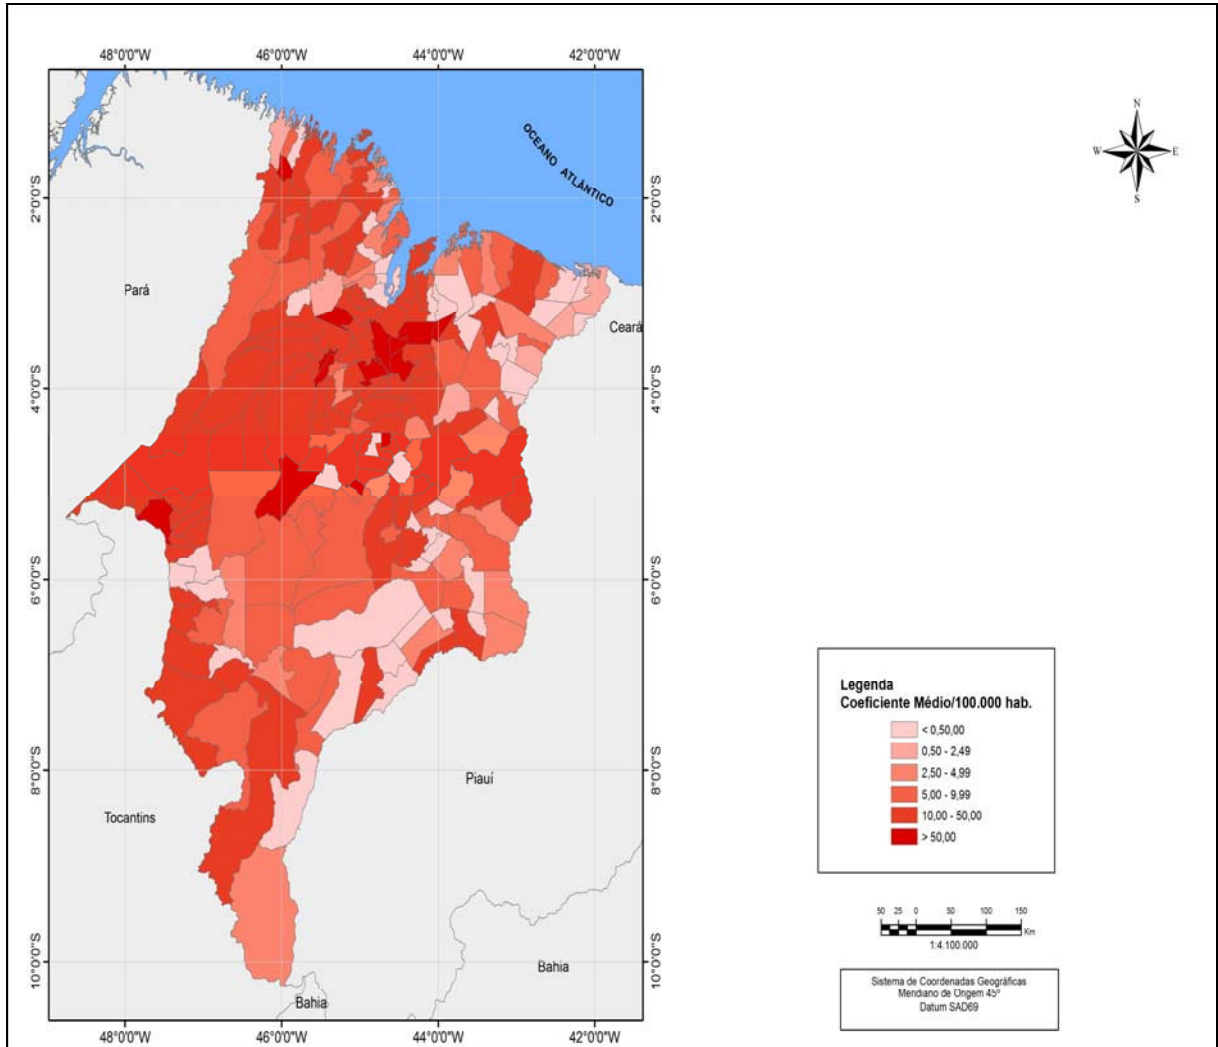 48°0'0"W 46°0'0"W 44°0'0"W 42°0'0"W
N
W E
S
OCEANO ATLÂNTICO
2°0'0"S 2°0'0"S
Pará
Ceará
4°0'0"S 4°0'0"S
6°0'0"S 6°0'0"S
Legenda
Coeficiente Médio/100.000 hab.
< 0,50,00
0,50 - 2,49
2,50 - 4,99
5,00 - 9,99
10,00 - 50,00
> 50,00
8°0'0"S 8°0'0"S
Piauí
Tocantins
50 25 0 50 100 150
Km
1:4.100.000
10°0'0"S 10°0'0"S
Bahia
Bahia
Sistema de Coordenadas Geográficas
Meridiano de Origem 45º
Datum SAD69
48°0'0"W 46°0'0"W 44°0'0"W 42°0'0"W